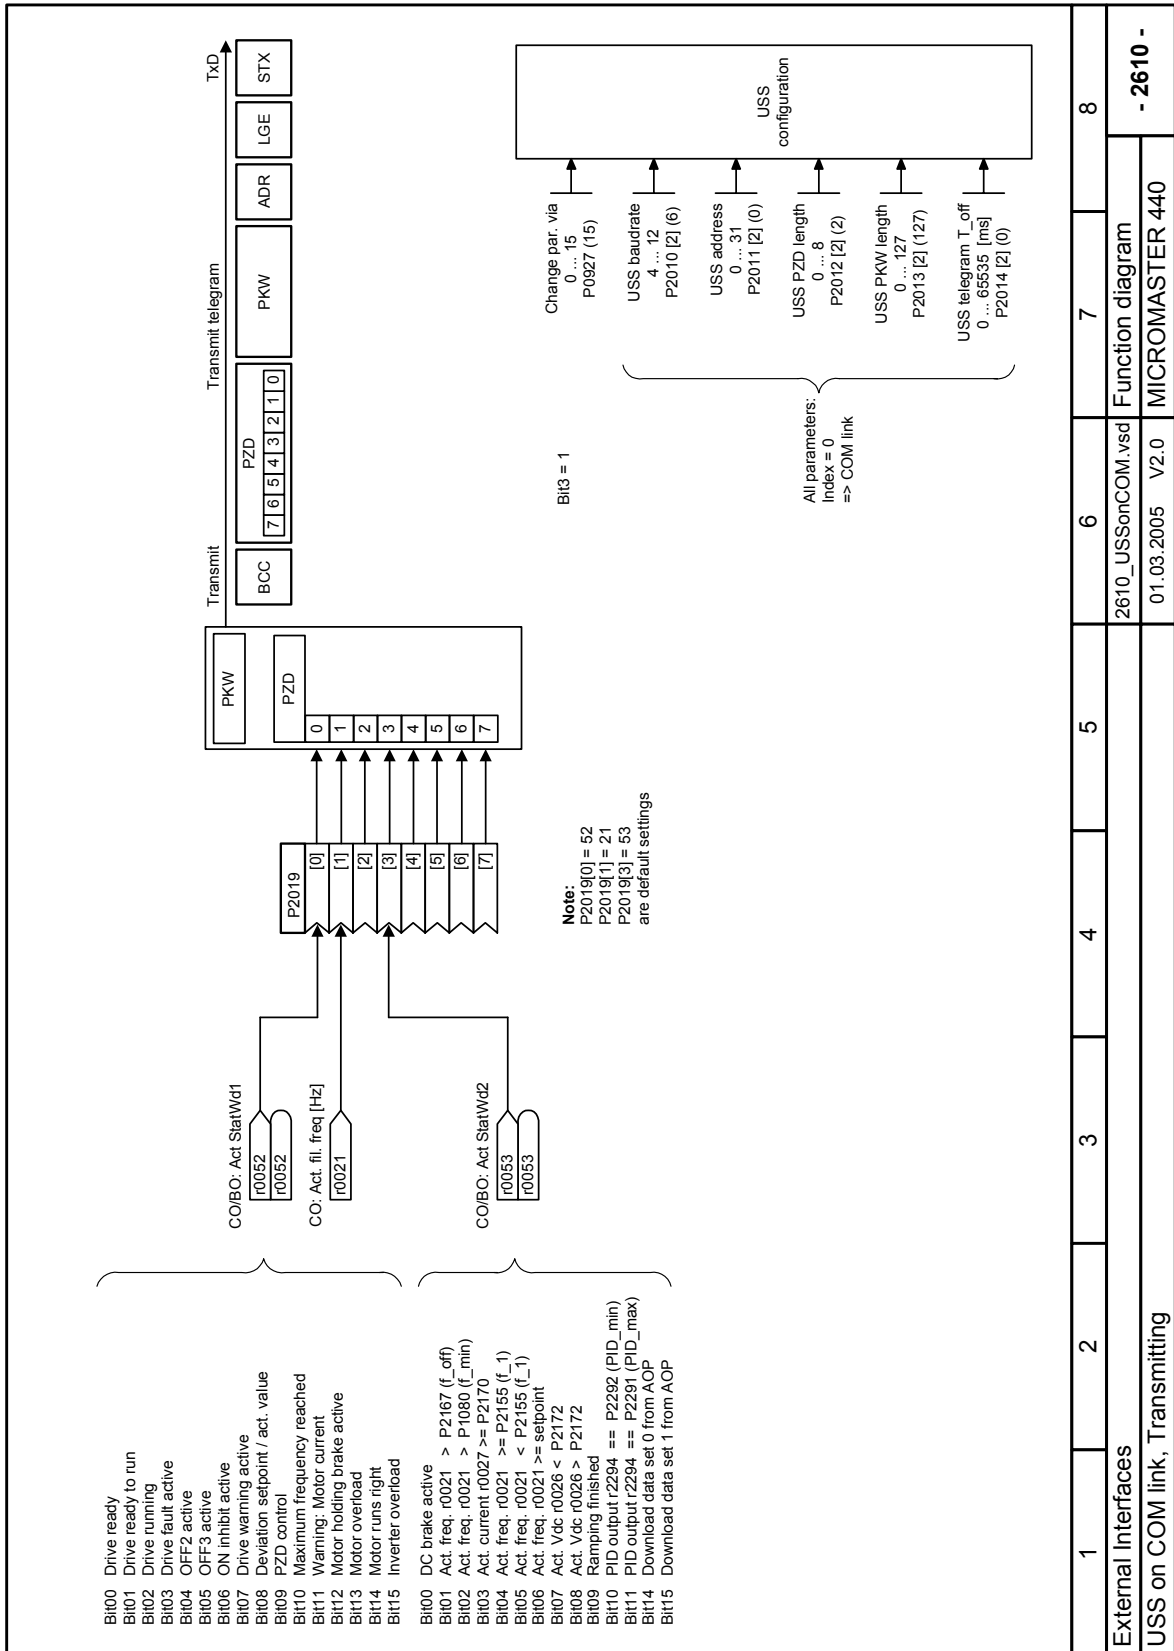 Bit00 Drive ready
Bit01 Drive ready to run
Bit02 Drive running
Bit03 Drive fault active
Bit04 OFF2 active
Bit05 OFF3 active
Bit06 ON inhibit active
Bit07 Drive warning active
Bit08 Deviation setpoint / act. value
Bit09 PZD control
Bit10 Maximum frequency reached
Bit11 Warning: Motor current
Bit12 Motor holding brake active
Bit13 Motor overload
Bit14 Motor runs right
Bit15 Inverter overload
Bit00 DC brake active
Bit01 Act. freq. r0021 > P2167 (f_off)
Bit02 Act. freq. r0021 > P1080 (f_min)
Bit03 Act. current r0027 >= P2170
Bit04 Act. freq. r0021 >= P2155 (f_1)
Bit05 Act. freq. r0021 < P2155 (f_1)
Bit06 Act. freq. r0021 >= setpoint
Bit07 Act. Vdc r0026 < P2172
Bit08 Act. Vdc r0026 > P2172
Bit09 Ramping finished
Bit10 PID output r2294 == P2292 (PID_min)
Bit11 PID output r2294 == P2291 (PID_max)
Bit14 Download data set 0 from AOP
Bit15 Download data set 1 from AOP
CO/BO: Act StatWd1
r0052
r0052
CO: Act. fil. freq [Hz]
r0021
CO/BO: Act StatWd2
r0053
r0053
P2019
[0]
[1]
[2]
[3]
[4]
[5]
[6]
[7]
Note:
P2019[0] = 52
P2019[1] = 21
P2019[3] = 53
are default settings
PKW
PZD
0
1
2
3
4
5
6
7
Transmit
Transmit telegram
TxD
BCC
PZD
7 6 5 4 3 2 1 0
PKW
ADR
LGE
STX
Bit3 = 1
All parameters:
Index = 0
=> COM link
Change par. via
0 ... 15
P0927 (15)
USS baudrate
4 ... 12
P2010 [2] (6)
USS address
0 ... 31
P2011 [2] (0)
USS PZD length
0 ... 8
P2012 [2] (2)
USS PKW length
0 ... 127
P2013 [2] (127)
USS telegram T_off
0 ... 65535 [ms]
P2014 [2] (0)
USS
configuration
1 2 3 4 5 6 7 8
External Interfaces
2610_USSonCOM.vsd
Function diagram
- 2610 -
USS on COM link, Transmitting
01.03.2005 V2.0
MICROMASTER 440